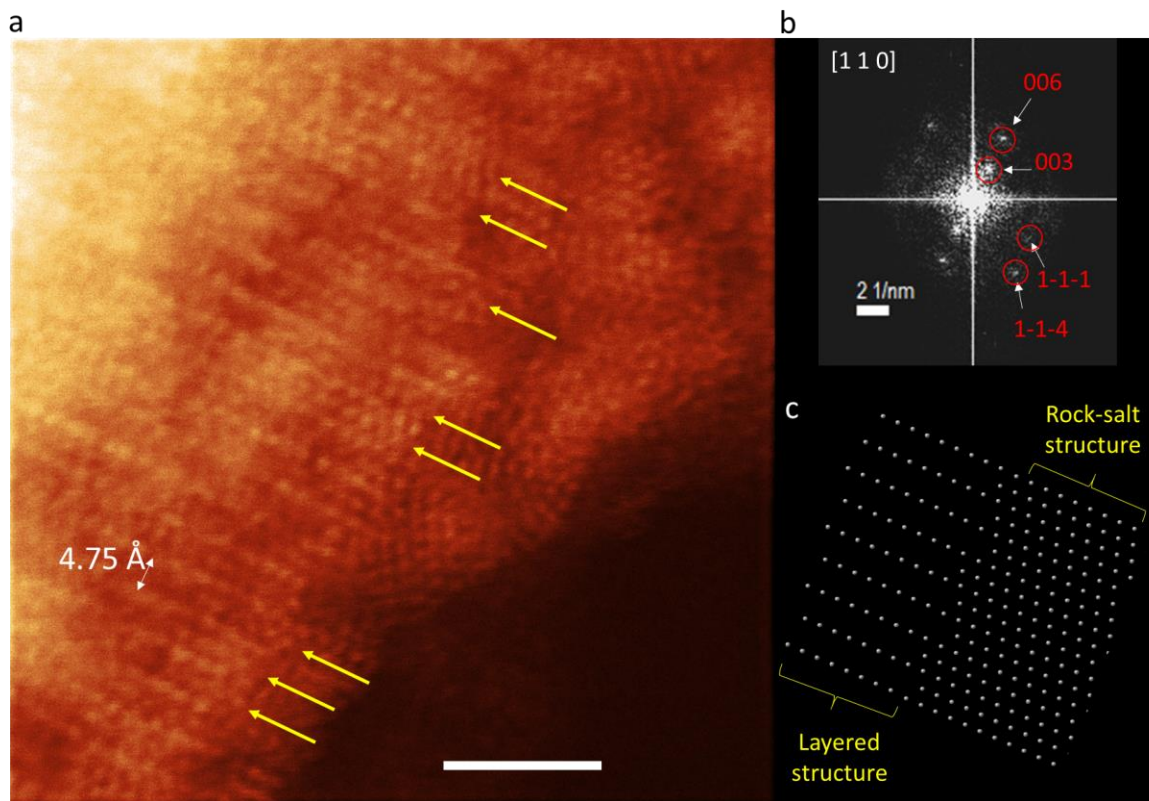 a
4.75 Å
b
[1 1 0]
006
003
1-1-1
1-1-4
2 1/nm
c
Rock-salt
structure
Layered
structure